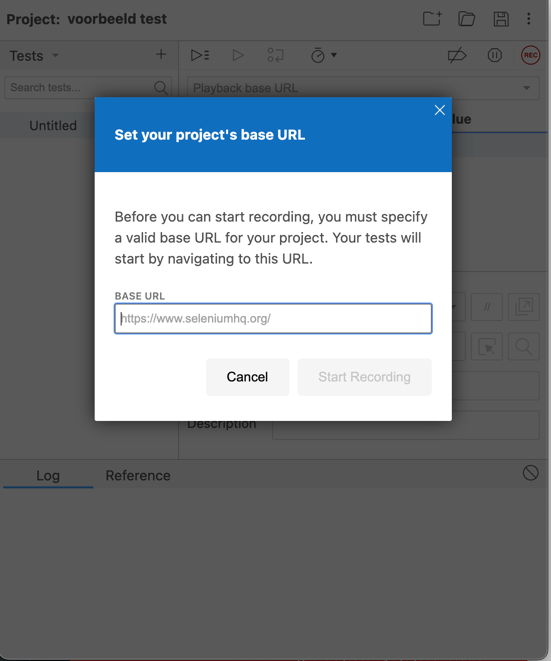 Project: voorbeeld test
Tests
REC
Search tests...
Playback base URL
Untitled
lue
Set your project's base URL
Before you can start recording, you must specify
a valid base URL for your project. Your tests will
start by navigating to this URL.
BASE URL
https://www.seleniumhq.org/
//
Cancel
Start Recording
Description
Log
Reference